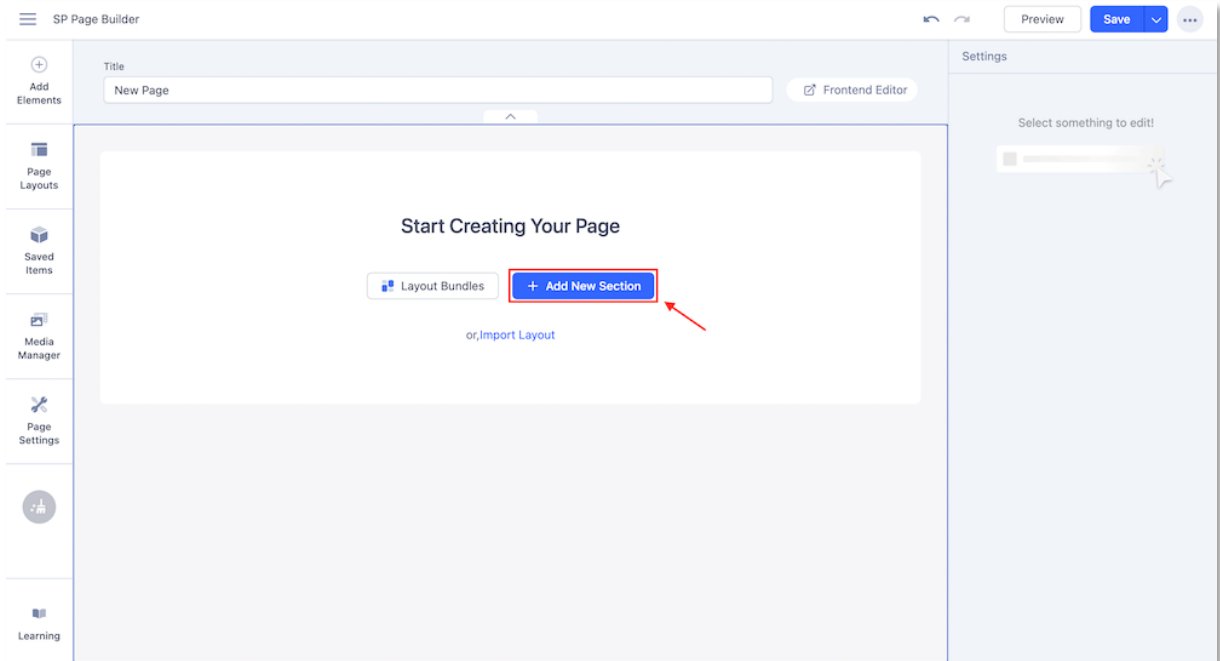 SP Page Builder
Preview
Save
Add
Elements
Page
Layouts
Saved
Items
Media
Manager
Page
Settings
Learning
Title
New Page
Frontend Editor
Start Creating Your Page
Layout Bundles
+ Add New Section
or,Import Layout
Settings
Select something to edit!